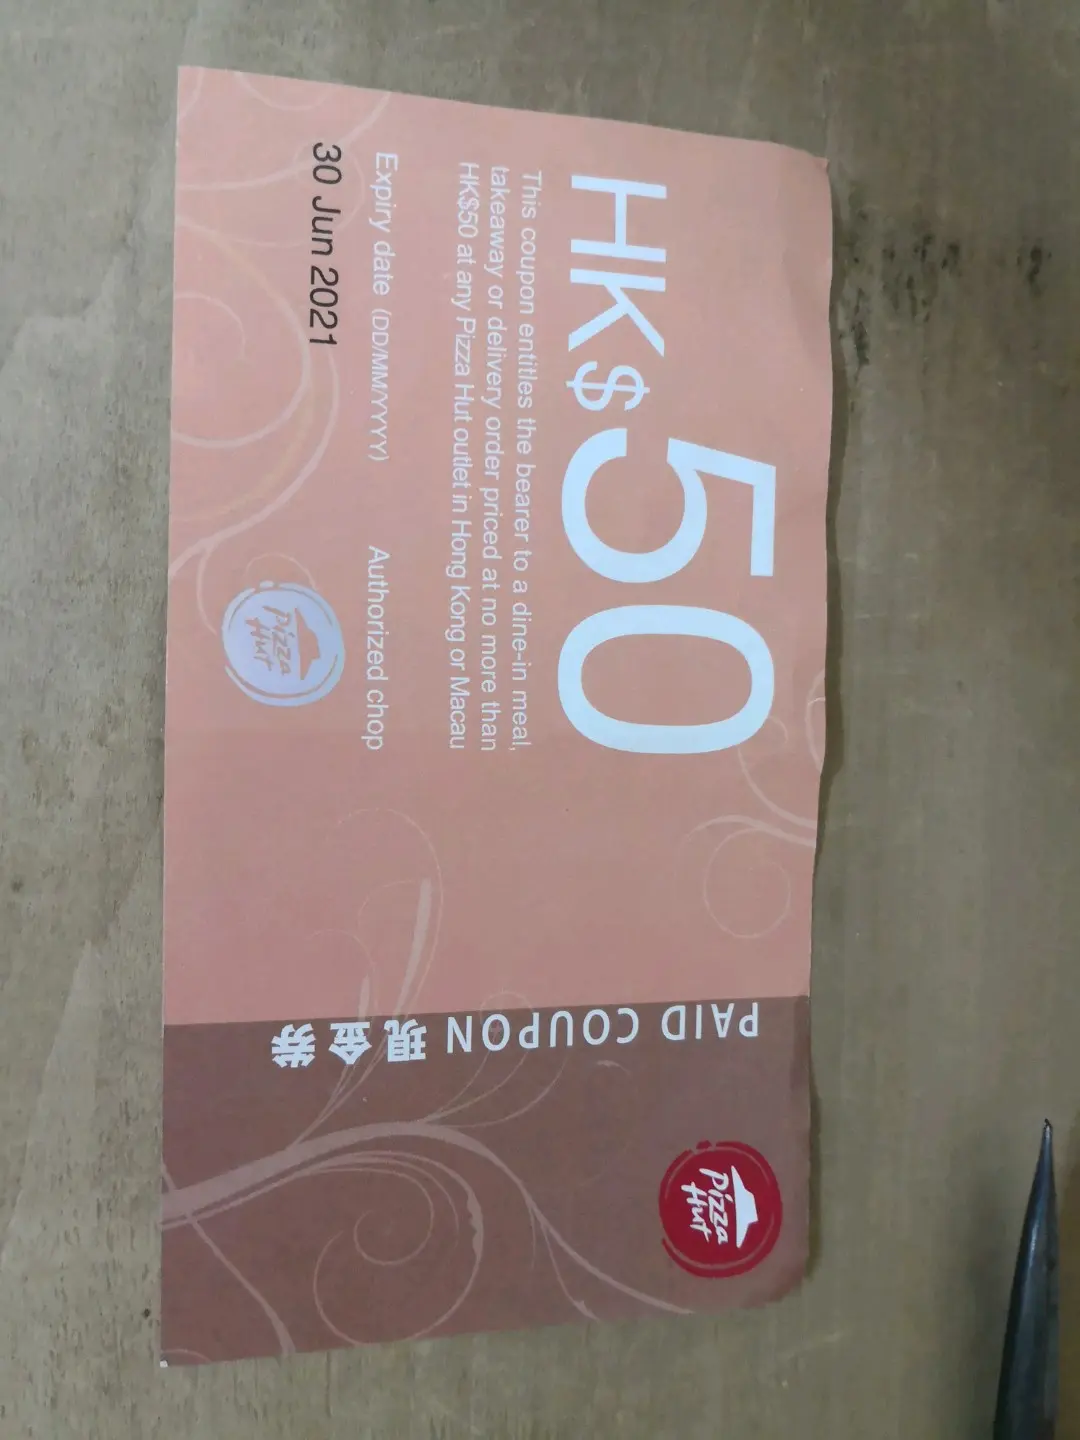 HK$50
This coupon entitles the bearer to a dine-in meal,
takeaway or delivery order priced at no more than
HK$50 at any Pizza Hut outlet in Hong Kong or Macau
Expiry date (DD/MM/YYYY)
30 Jun 2021
Authorized chop
Pizza
Hut
PAID COUPON 現金券
Pizza
Hut